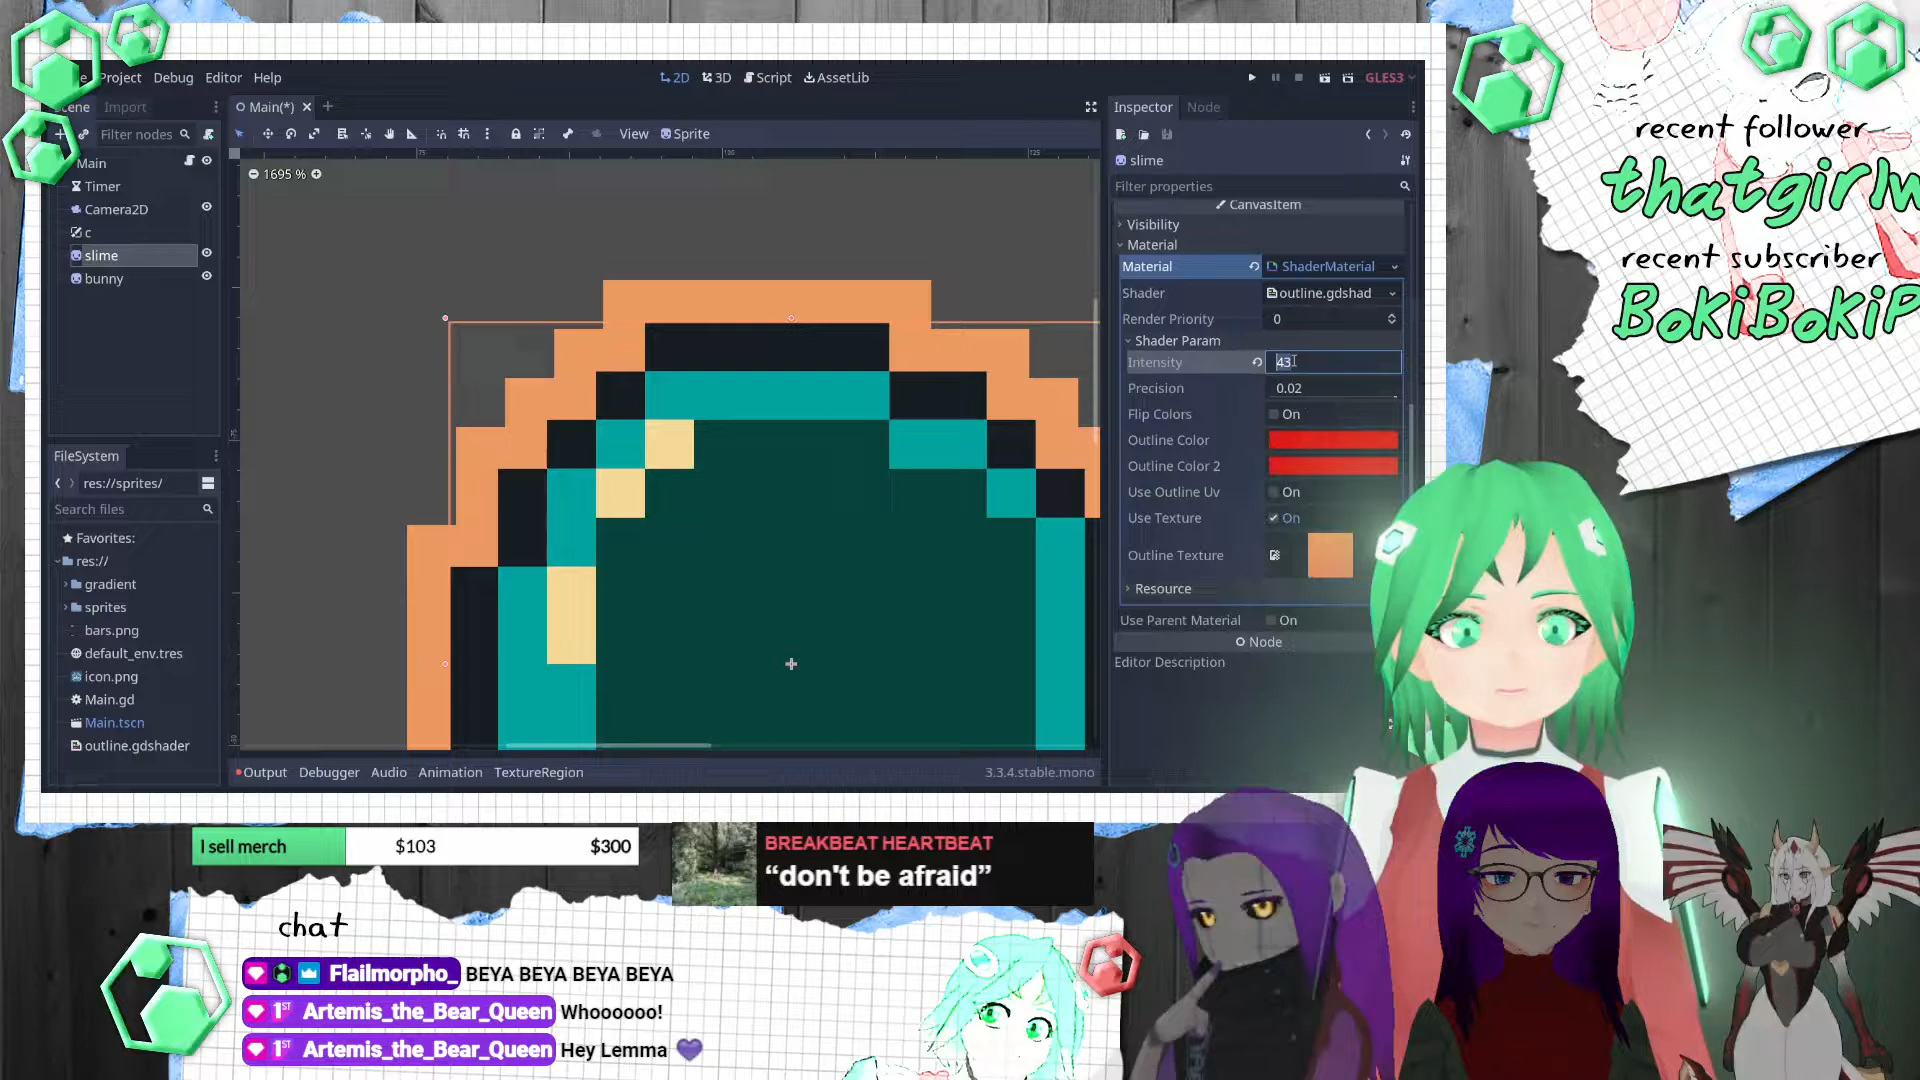 Project Debug Editor Help
2D 3D Script AssetLib
GLES3
Scene Import
Main(*)
Inspector Node
Filter nodes
View Sprite
75 100 125
1695 %
Main
Timer
Camera2D
c
slime
bunny
FileSystem
res://sprites/
Search files
Favorites:
res://
gradient
sprites
bars.png
default_env.tres
icon.png
Main.gd
Main.tscn
outline.gdshader
Output Debugger Audio Animation TextureRegion
3.3.4.stable.mono
slime
Filter properties
CanvasItem
Visibility
Material
Material ShaderMaterial
Shader outline.gdshad
Render Priority 0
Shader Param
Intensity 43
Precision 0.02
Flip Colors On
Outline Color
Outline Color 2
Use Outline Uv On
Use Texture On
Outline Texture
Resource
Use Parent Material On
Node
Editor Description
recent follower
thatgirlw
recent subscriber
BoKiBoKiP
I sell merch $103 $300
BREAKBEAT HEARTBEAT
“don't be afraid”
chat
Flailmorpho_ BEYA BEYA BEYA BEYA
1ST Artemis_the_Bear_Queen Whoooooo!
1ST Artemis_the_Bear_Queen Hey Lemma 💜